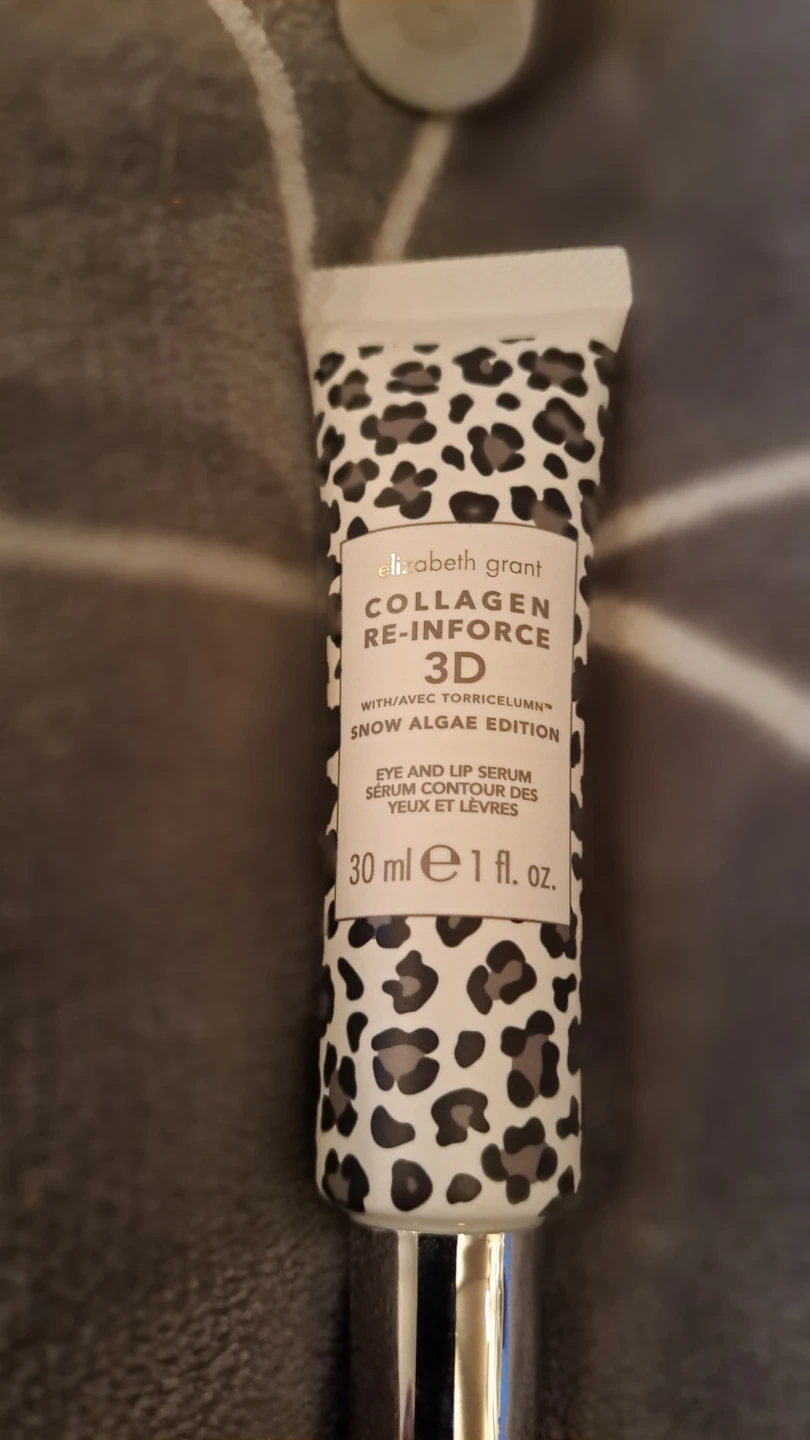 elizabeth grant
COLLAGEN
RE-INFORCE
3D
WITH/AVEC TORRICELUMN™
SNOW ALGAE EDITION
EYE AND LIP SERUM
SÉRUM CONTOUR DES
YEUX ET LÈVRES
30 ml ℮ 1 fl. oz.